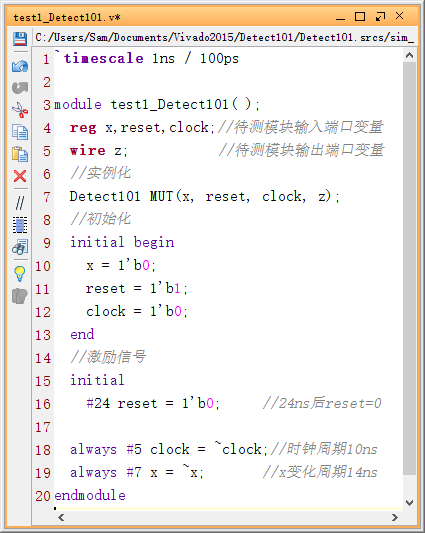 test1_Detect101.v*
C:/Users/Sam/Documents/Vivado2015/Detect101/Detect101.srcs/sim_
1 `timescale 1ns / 100ps
2
3 module test1_Detect101( );
4 reg x,reset,clock;//待测模块输入端口变量
5 wire z; //待测模块输出端口变量
6 //实例化
7 Detect101 MUT(x, reset, clock, z);
8 //初始化
9 initial begin
10 x = 1'b0;
11 reset = 1'b1;
12 clock = 1'b0;
13 end
14 //激励信号
15 initial
16 #24 reset = 1'b0; //24ns后reset=0
17
18 always #5 clock = ~clock;//时钟周期10ns
19 always #7 x = ~x; //x变化周期14ns
20 endmodule